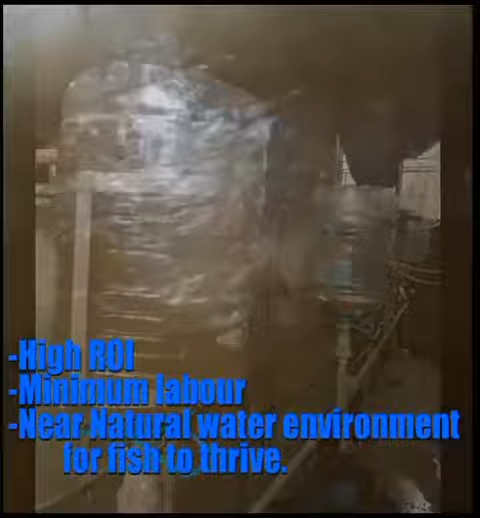 -High ROI
-Minimum labour
-Near Natural water environment
for fish to thrive.